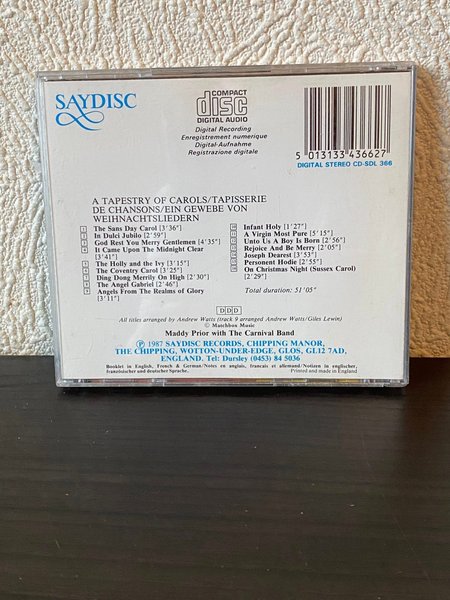 SAYDISC
COMPACT
disc
DIGITAL AUDIO
Digital Recording
Enregistrement numerique
Digital-Aufnahme
Registrazione digitale
5 013133 436627
DIGITAL STEREO CD-SDL 366
A TAPESTRY OF CAROLS/TAPISSERIE
DE CHANSONS/EIN GEWEBE VON
WEIHNACHTSLIEDERN
The Sans Day Carol [3'36"]
In Dulci Jubilo [2'59"]
God Rest You Merry Gentlemen [4'35"]
It Came Upon The Midnight Clear
[3'41"]
The Holly and the Ivy [3'15"]
The Coventry Carol [3'25"]
Ding Dong Merrily On High [2'30"]
The Angel Gabriel [2'46"]
Angels From The Realms of Glory
[3'11"]
Infant Holy [1'27"]
A Virgin Most Pure [5'15"]
Unto Us A Boy Is Born [2'56"]
Rejoice And Be Merry [2'05"]
Joseph Dearest [3'53"]
Personent Hodie [2'55"]
On Christmas Night (Sussex Carol)
[2'29"]
Total duration: 51'05"
DDD
All titles arranged by Andrew Watts (track 9 arranged Andrew Watts/Giles Lewin)
© Matchbox Music
Maddy Prior with The Carnival Band
℗ 1987 SAYDISC RECORDS, CHIPPING MANOR,
THE CHIPPING, WOTTON-UNDER-EDGE, GLOS, GL12 7AD,
ENGLAND. Tel: Dursley (0453) 84 5036
Booklet in English, French & German/Notes en anglais, francais et allemand/Notizen in englischer,
französischer und deutscher Sprache.
Printed and made in England